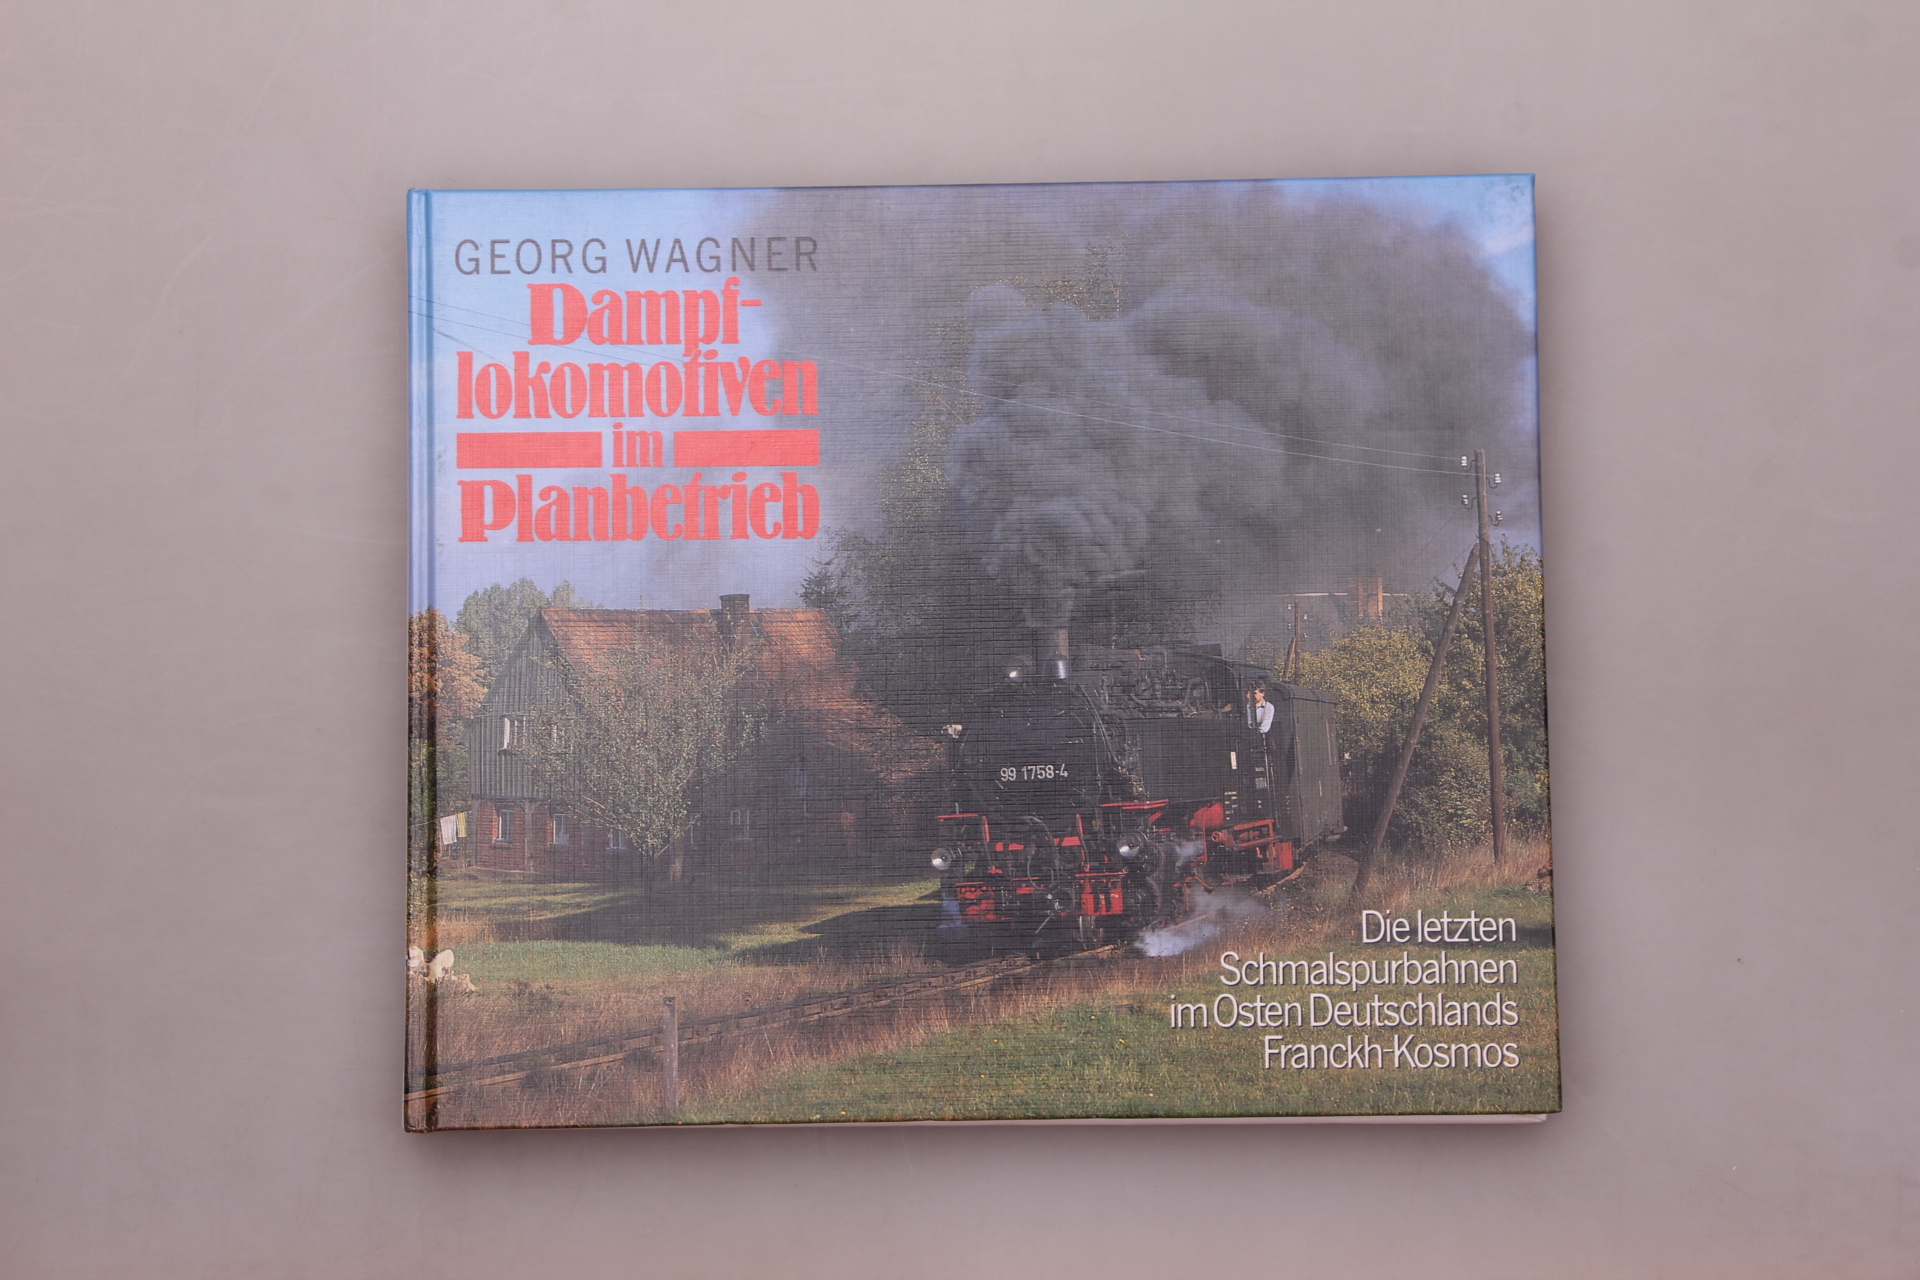 GEORG WAGNER
Dampf-
lokomotiven
im
Planbetrieb
99 1758-4
Die letzten
Schmalspurbahnen
im Osten Deutschlands
Franckh-Kosmos